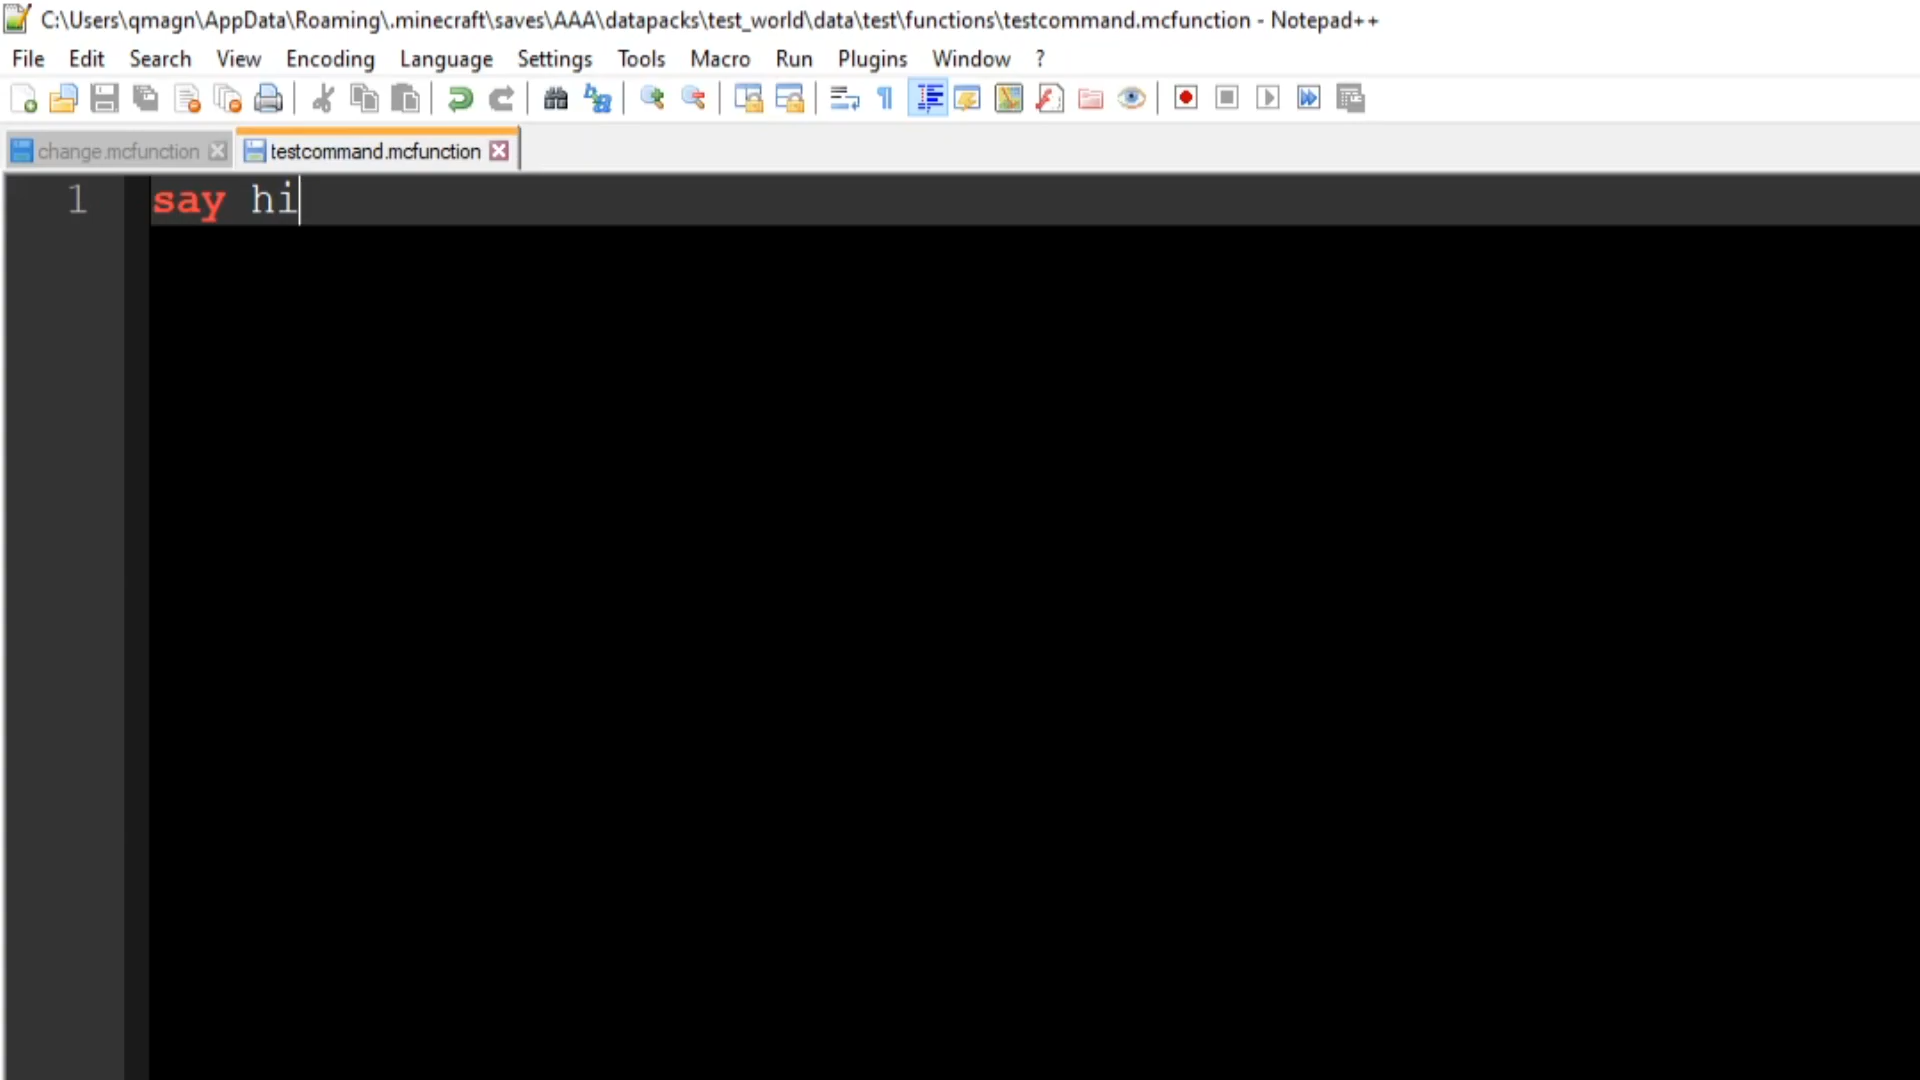 C:\Users\qmagn\AppData\Roaming\.minecraft\saves\AAA\datapacks\test_world\data\test\functions\testcommand.mcfunction - Notepad++
File Edit Search View Encoding Language Settings Tools Macro Run Plugins Window ?
change.mcfunction testcommand.mcfunction
1 say hi